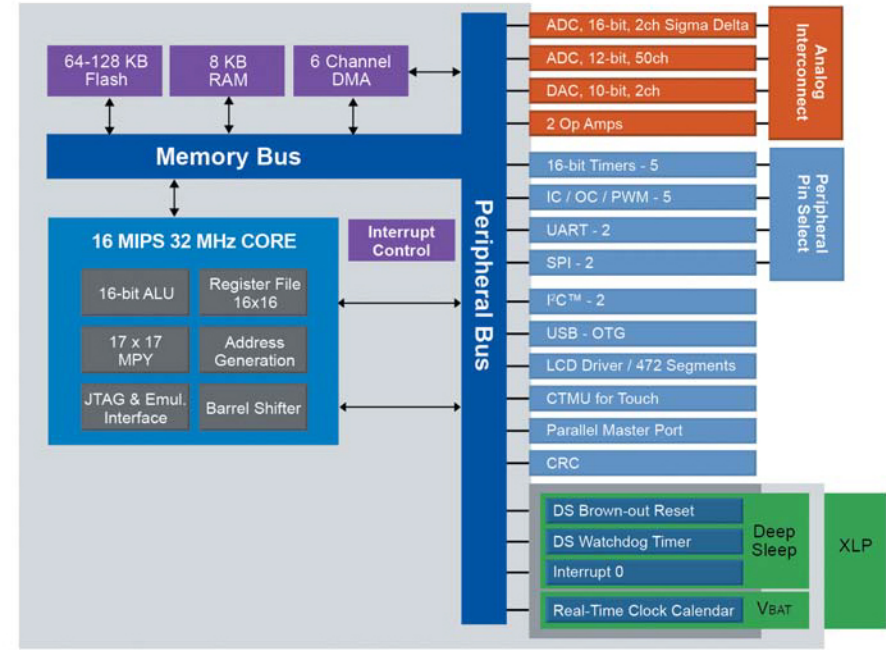 64-128 KB
Flash
8 KB
RAM
6 Channel
DMA
Memory Bus
16 MIPS 32 MHz CORE
16-bit ALU
Register File
16x16
17 x 17
MPY
Address
Generation
JTAG & Emul.
Interface
Barrel Shifter
Interrupt
Control
Peripheral Bus
ADC, 16-bit, 2ch Sigma Delta
ADC, 12-bit, 50ch
DAC, 10-bit, 2ch
2 Op Amps
Analog
Interconnect
16-bit Timers - 5
IC / OC / PWM - 5
UART - 2
SPI - 2
Peripheral
Pin Select
I²C™ - 2
USB - OTG
LCD Driver / 472 Segments
CTMU for Touch
Parallel Master Port
CRC
DS Brown-out Reset
DS Watchdog Timer
Interrupt 0
Deep
Sleep
Real-Time Clock Calendar
VBAT
XLP